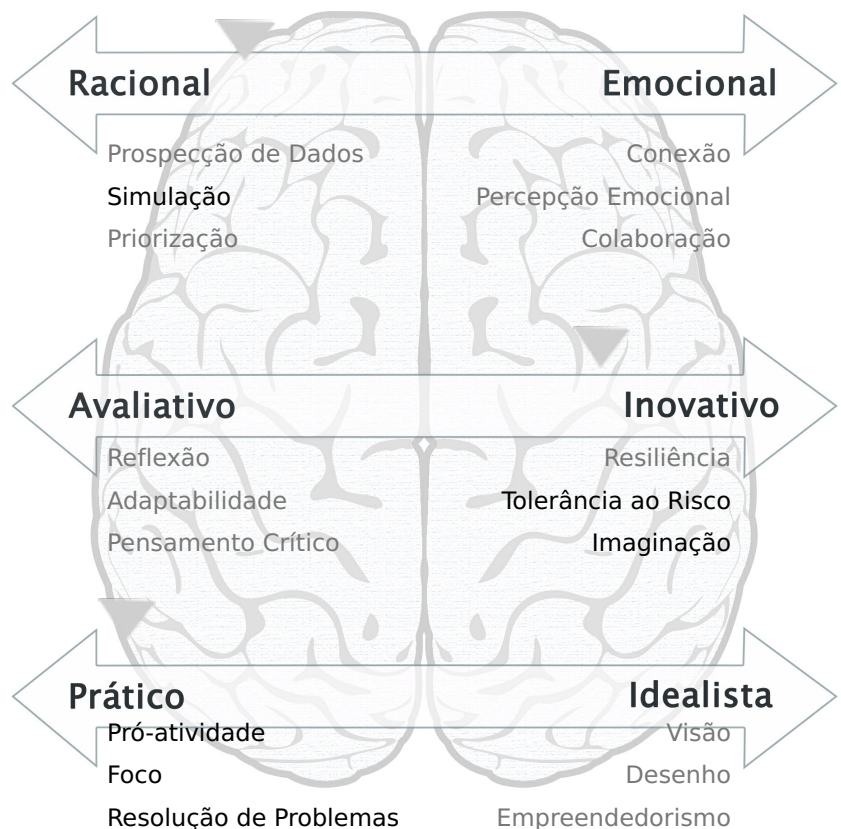 Racional
Emocional
Prospecção de Dados
Conexão
Simulação
Percepção Emocional
Priorização
Colaboração
Avaliativo
Inovativo
Reflexão
Resiliência
Adaptabilidade
Tolerância ao Risco
Pensamento Crítico
Imaginação
Prático
Idealista
Pró-atividade
Visão
Foco
Desenho
Resolução de Problemas
Empreendedorismo